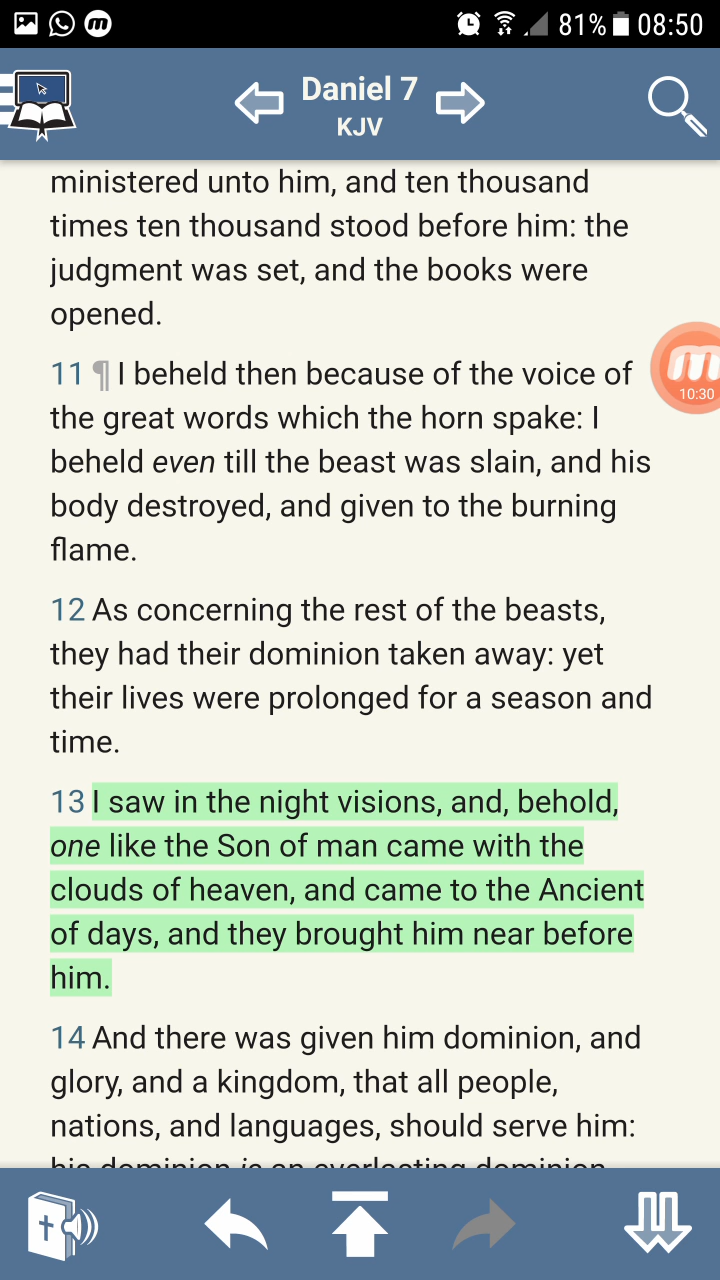 81% 08:50
Daniel 7
KJV
ministered unto him, and ten thousand
times ten thousand stood before him: the
judgment was set, and the books were
opened.
11 ¶ I beheld then because of the voice of
the great words which the horn spake: I
beheld even till the beast was slain, and his
body destroyed, and given to the burning
flame.
10:30
12 As concerning the rest of the beasts,
they had their dominion taken away: yet
their lives were prolonged for a season and
time.
13 I saw in the night visions, and, behold,
one like the Son of man came with the
clouds of heaven, and came to the Ancient
of days, and they brought him near before
him.
14 And there was given him dominion, and
glory, and a kingdom, that all people,
nations, and languages, should serve him:
his dominion is an everlasting dominion